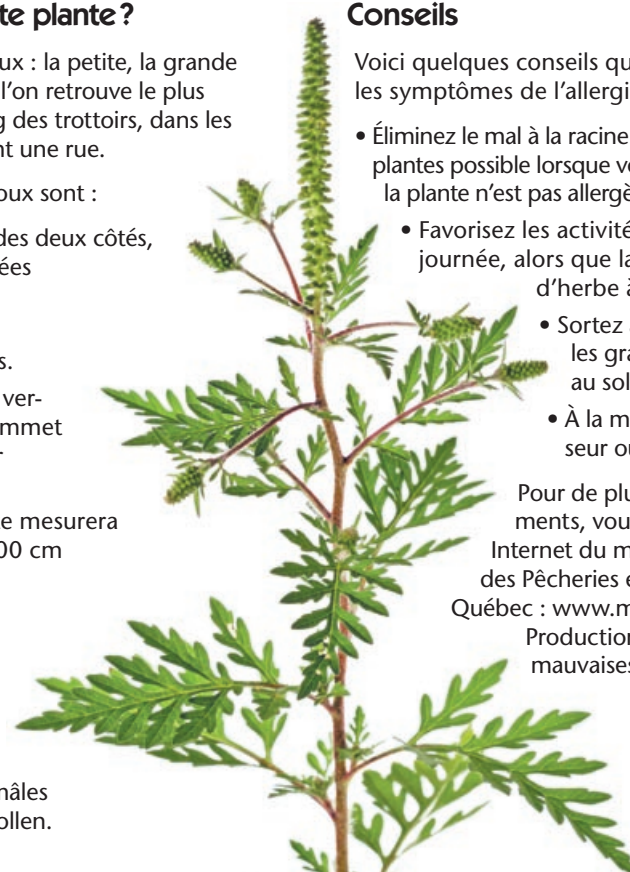 te plante ?
ux : la petite, la grande
l'on retrouve le plus
g des trottoirs, dans les
nt une rue.
oux sont :
des deux côtés,
ées
s.
ver-
mmet
te mesurera
00 cm
nâles
ollen.
Conseils
Voici quelques conseils qu
les symptômes de l'allergi
• Éliminez le mal à la racine
plantes possible lorsque v
la plante n'est pas allergè
• Favorisez les activité
journée, alors que la
d'herbe à
• Sortez
les gra
au sol
• À la m
seur ou
Pour de plu
ments, vou
Internet du m
des Pêcheries e
Québec : www.m
Production
mauvaises